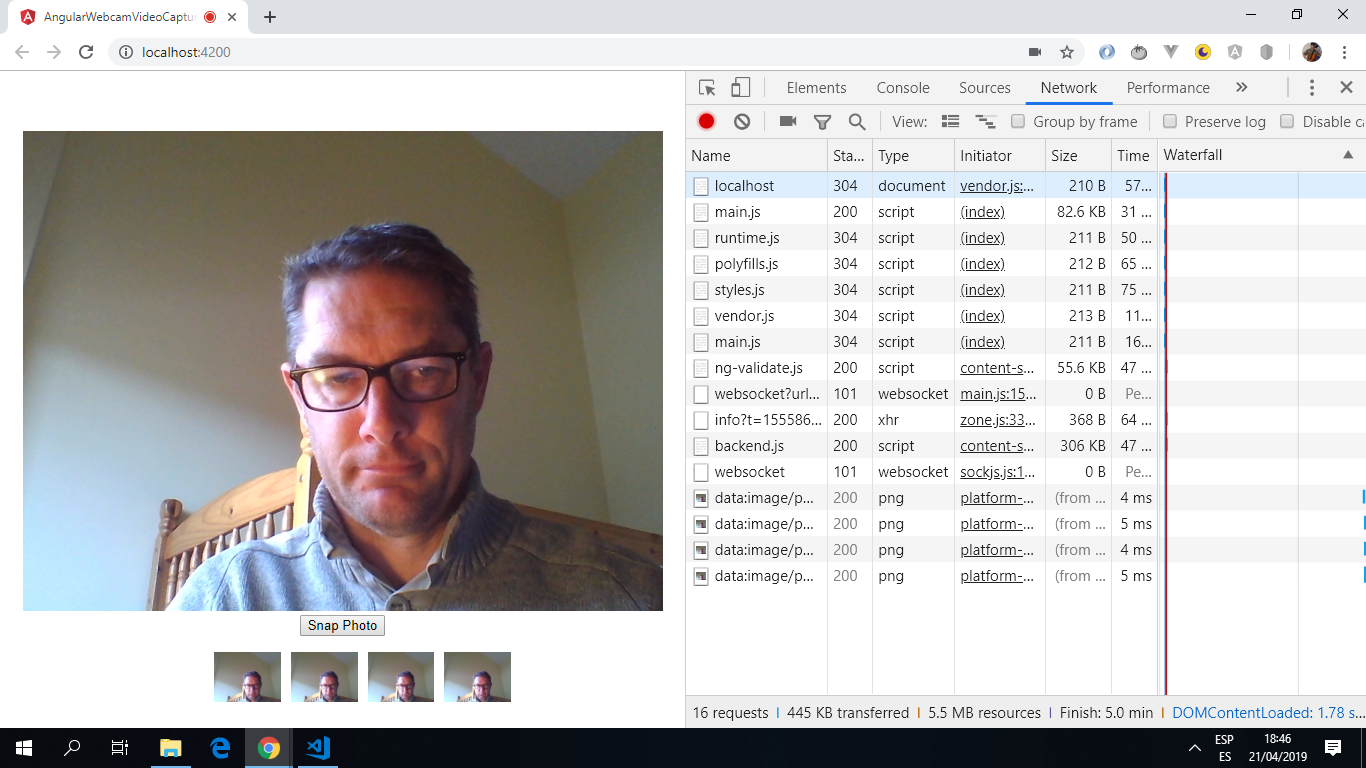 AngularWebcamVideoCaptu
localhost:4200
Elements Console Sources Network Performance
View: Group by frame Preserve log Disable ca
Name Sta... Type Initiator Size Time Waterfall
localhost 304 document vendor.js:... 210 B 57...
main.js 200 script (index) 82.6 KB 31 ...
runtime.js 304 script (index) 211 B 50 ...
polyfills.js 304 script (index) 212 B 65 ...
styles.js 304 script (index) 211 B 75 ...
vendor.js 304 script (index) 213 B 11...
main.js 304 script (index) 211 B 16...
ng-validate.js 200 script content-s... 55.6 KB 47 ...
websocket?url... 101 websocket main.js:15... 0 B Pe...
info?t=155586... 200 xhr zone.js:33... 368 B 64 ...
backend.js 200 script content-s... 306 KB 47 ...
websocket 101 websocket sockjs.js:1... 0 B Pe...
data:image/p... 200 png platform-... (from ... 4 ms
data:image/p... 200 png platform-... (from ... 5 ms
data:image/p... 200 png platform-... (from ... 4 ms
data:image/p... 200 png platform-... (from ... 5 ms
Snap Photo
16 requests 445 KB transferred 5.5 MB resources Finish: 5.0 min DOMContentLoaded: 1.78 s...
ESP 18:46
ES 21/04/2019